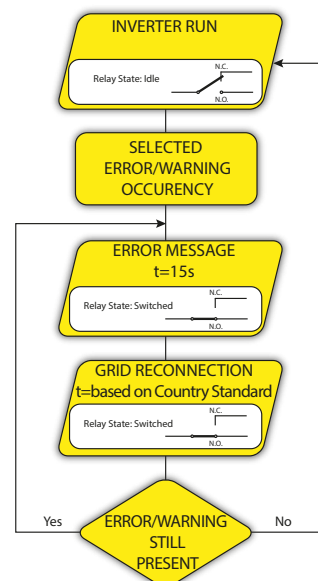 INVERTER RUN
N.C.
Relay State: Idle
N.O.
SELECTED
ERROR/WARNING
OCCURENCY
ERROR MESSAGE
t=15s
N.C.
Relay State: Switched
N.O.
GRID RECONNECTION
t=based on Country Standard
N.C.
Relay State: Switched
N.O.
Yes
ERROR/WARNING
No
STILL
PRESENT